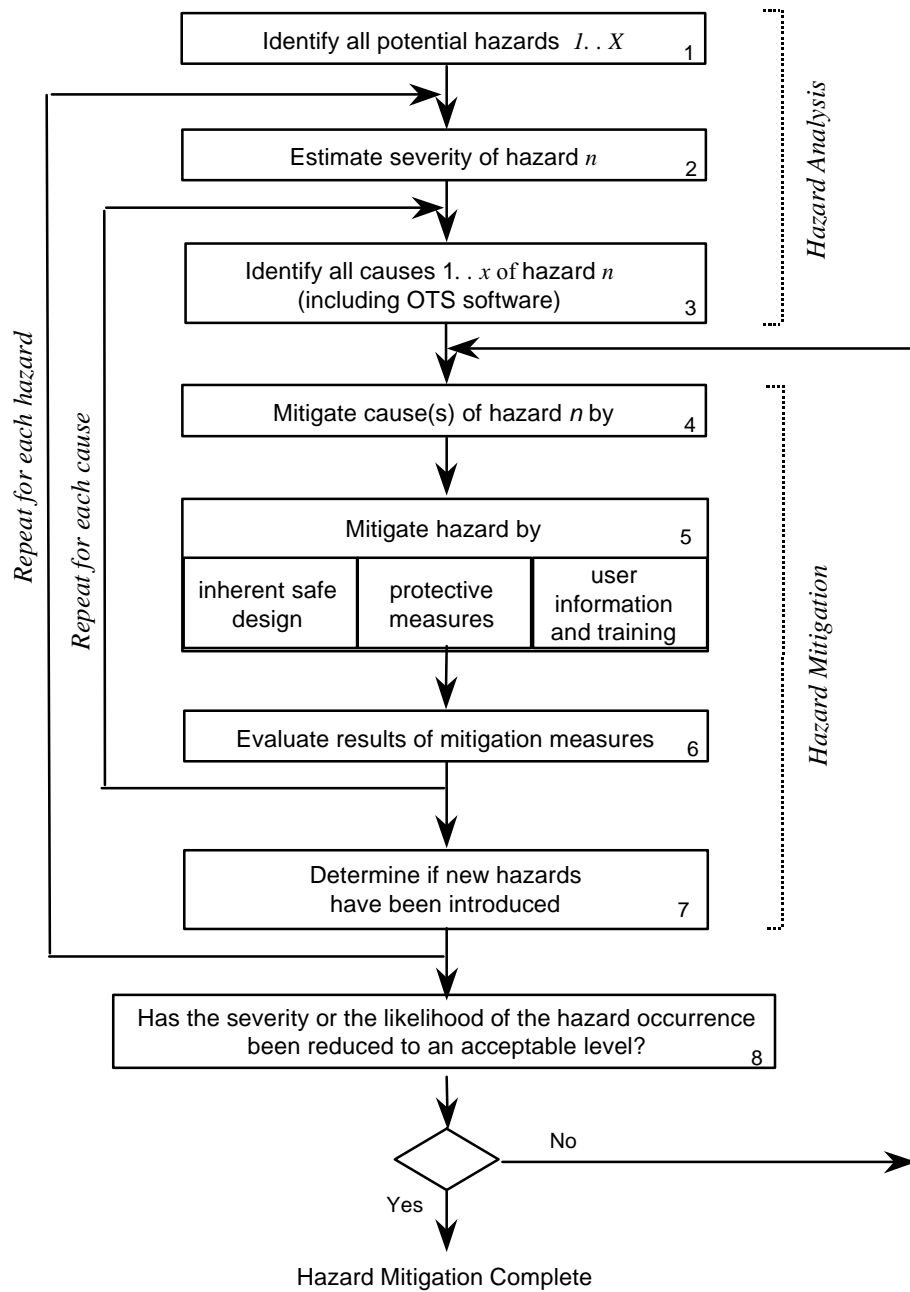 Identify all potential hazards 1. . X
1
Estimate severity of hazard n
2
Identify all causes 1. . x of hazard n
(including OTS software)
3
Hazard Analysis
Mitigate cause(s) of hazard n by
4
Mitigate hazard by
5
inherent safe
design
protective
measures
user
information
and training
Evaluate results of mitigation measures
6
Determine if new hazards
have been introduced
7
Hazard Mitigation
Repeat for each hazard
Repeat for each cause
Has the severity or the likelihood of the hazard occurrence
been reduced to an acceptable level?
8
No
Yes
Hazard Mitigation Complete